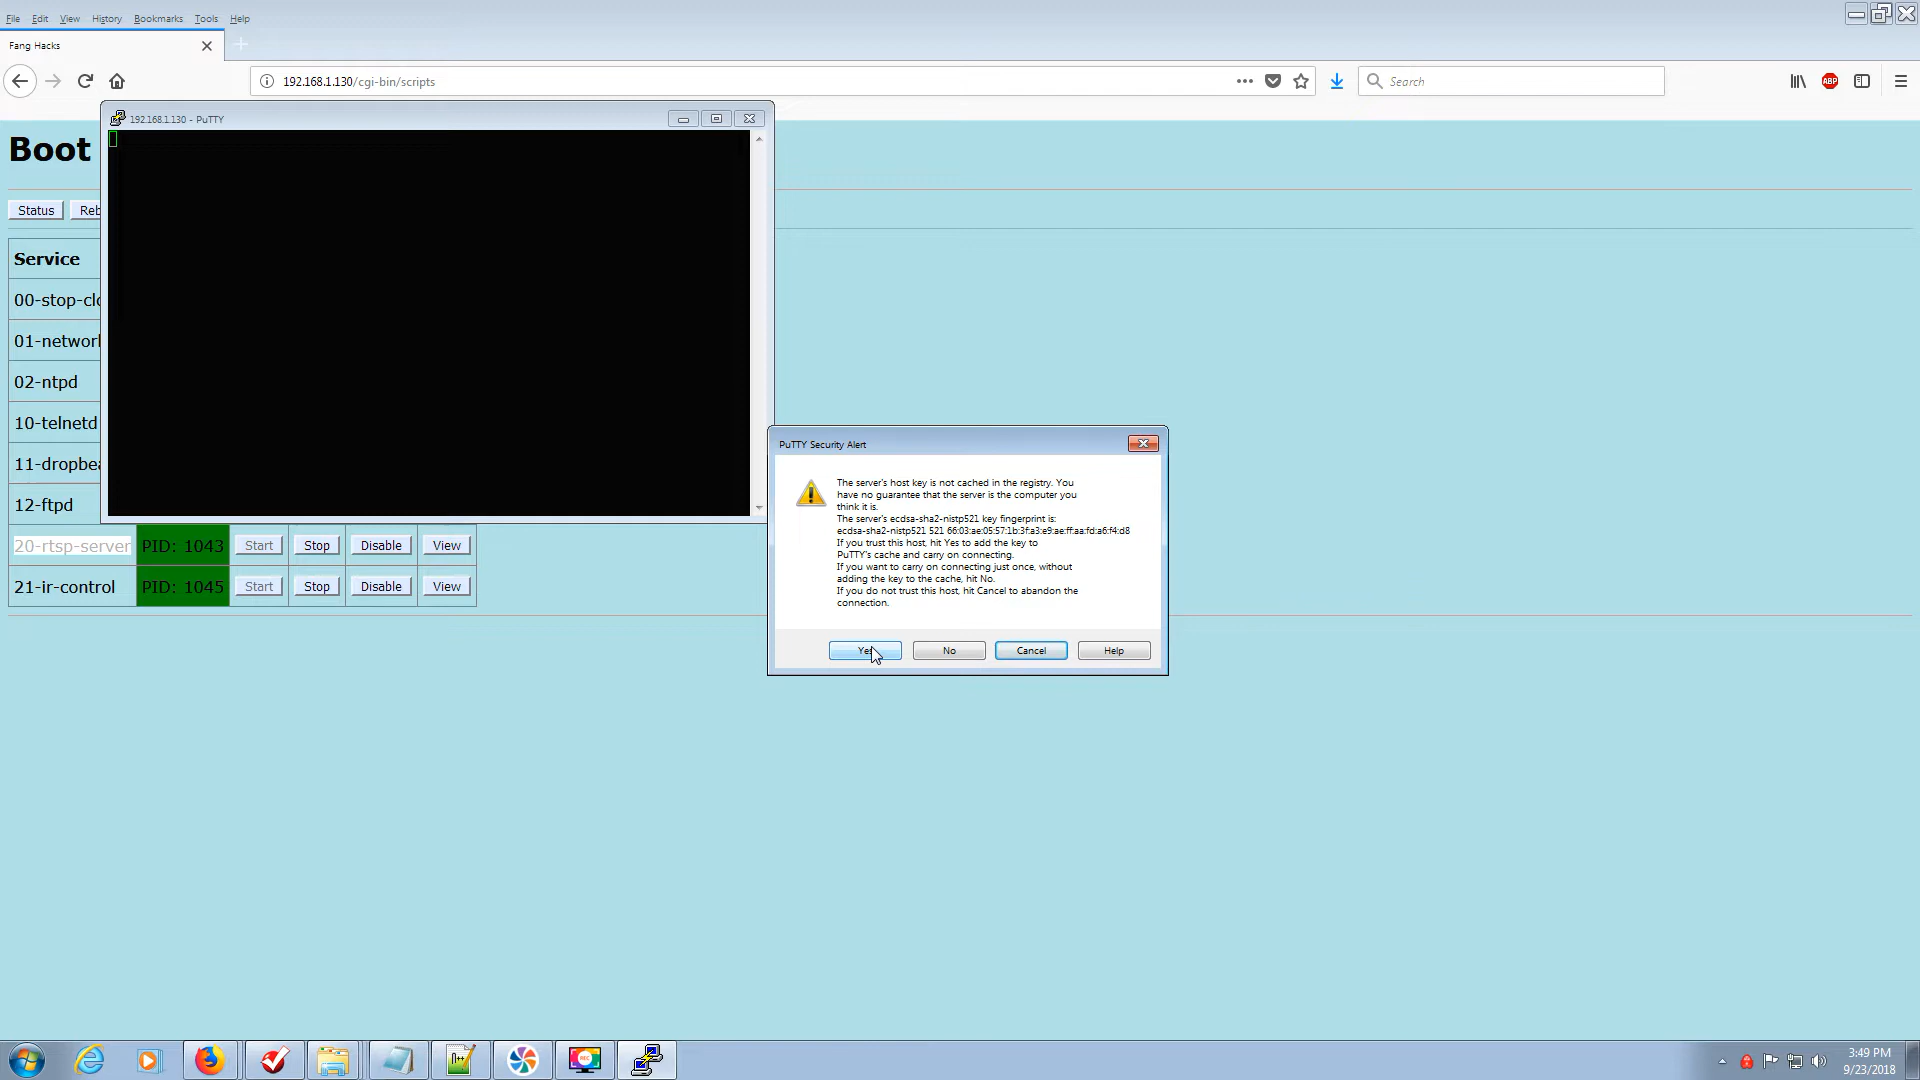 File Edit View History Bookmarks Tools Help
Fang Hacks
192.168.1.130/cgi-bin/scripts
Search
192.168.1.130 - PuTTY
Boot
Status Reb
Service
00-stop-clo
01-network
02-ntpd
10-telnetd
11-dropbea
12-ftpd
20-rtsp-server PID: 1043 Start Stop Disable View
21-ir-control PID: 1045 Start Stop Disable View
PuTTY Security Alert
The server's host key is not cached in the registry. You
have no guarantee that the server is the computer you
think it is.
The server's ecdsa-sha2-nistp521 key fingerprint is:
ecdsa-sha2-nistp521 521 66:03:ae:05:57:1b:3f:a3:e9:ae:ff:aa:fd:a6:f4:d8
If you trust this host, hit Yes to add the key to
PuTTY's cache and carry on connecting.
If you want to carry on connecting just once, without
adding the key to the cache, hit No.
If you do not trust this host, hit Cancel to abandon the
connection.
Yes No Cancel Help
ABP
REC
3:49 PM
9/23/2018